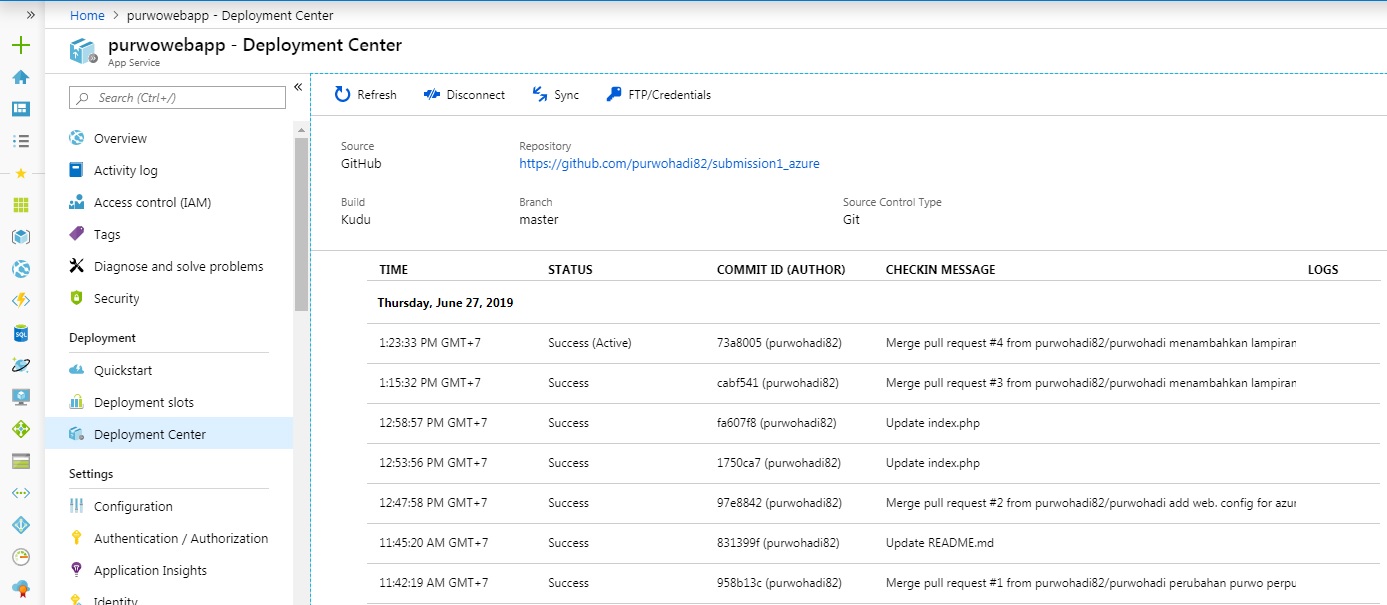 Home > purwowebapp - Deployment Center
purwowebapp - Deployment Center
App Service
Search (Ctrl+/)
Overview
Activity log
Access control (IAM)
Tags
Diagnose and solve problems
Security
Deployment
Quickstart
Deployment slots
Deployment Center
Settings
Configuration
Authentication / Authorization
Application Insights
Identity
Refresh Disconnect Sync FTP/Credentials
Source Repository
GitHub https://github.com/purwohadi82/submission1_azure
Build Branch Source Control Type
Kudu master Git
TIME STATUS COMMIT ID (AUTHOR) CHECKIN MESSAGE LOGS
Thursday, June 27, 2019
1:23:33 PM GMT+7 Success (Active) 73a8005 (purwohadi82) Merge pull request #4 from purwohadi82/purwohadi menambahkan lampiran
1:15:32 PM GMT+7 Success cabf541 (purwohadi82) Merge pull request #3 from purwohadi82/purwohadi menambahkan lampiran
12:58:57 PM GMT+7 Success fa607f8 (purwohadi82) Update index.php
12:53:56 PM GMT+7 Success 1750ca7 (purwohadi82) Update index.php
12:47:58 PM GMT+7 Success 97e8842 (purwohadi82) Merge pull request #2 from purwohadi82/purwohadi add web. config for azur
11:45:20 AM GMT+7 Success 831399f (purwohadi82) Update README.md
11:42:19 AM GMT+7 Success 958b13c (purwohadi82) Merge pull request #1 from purwohadi82/purwohadi perubahan purwo perpu